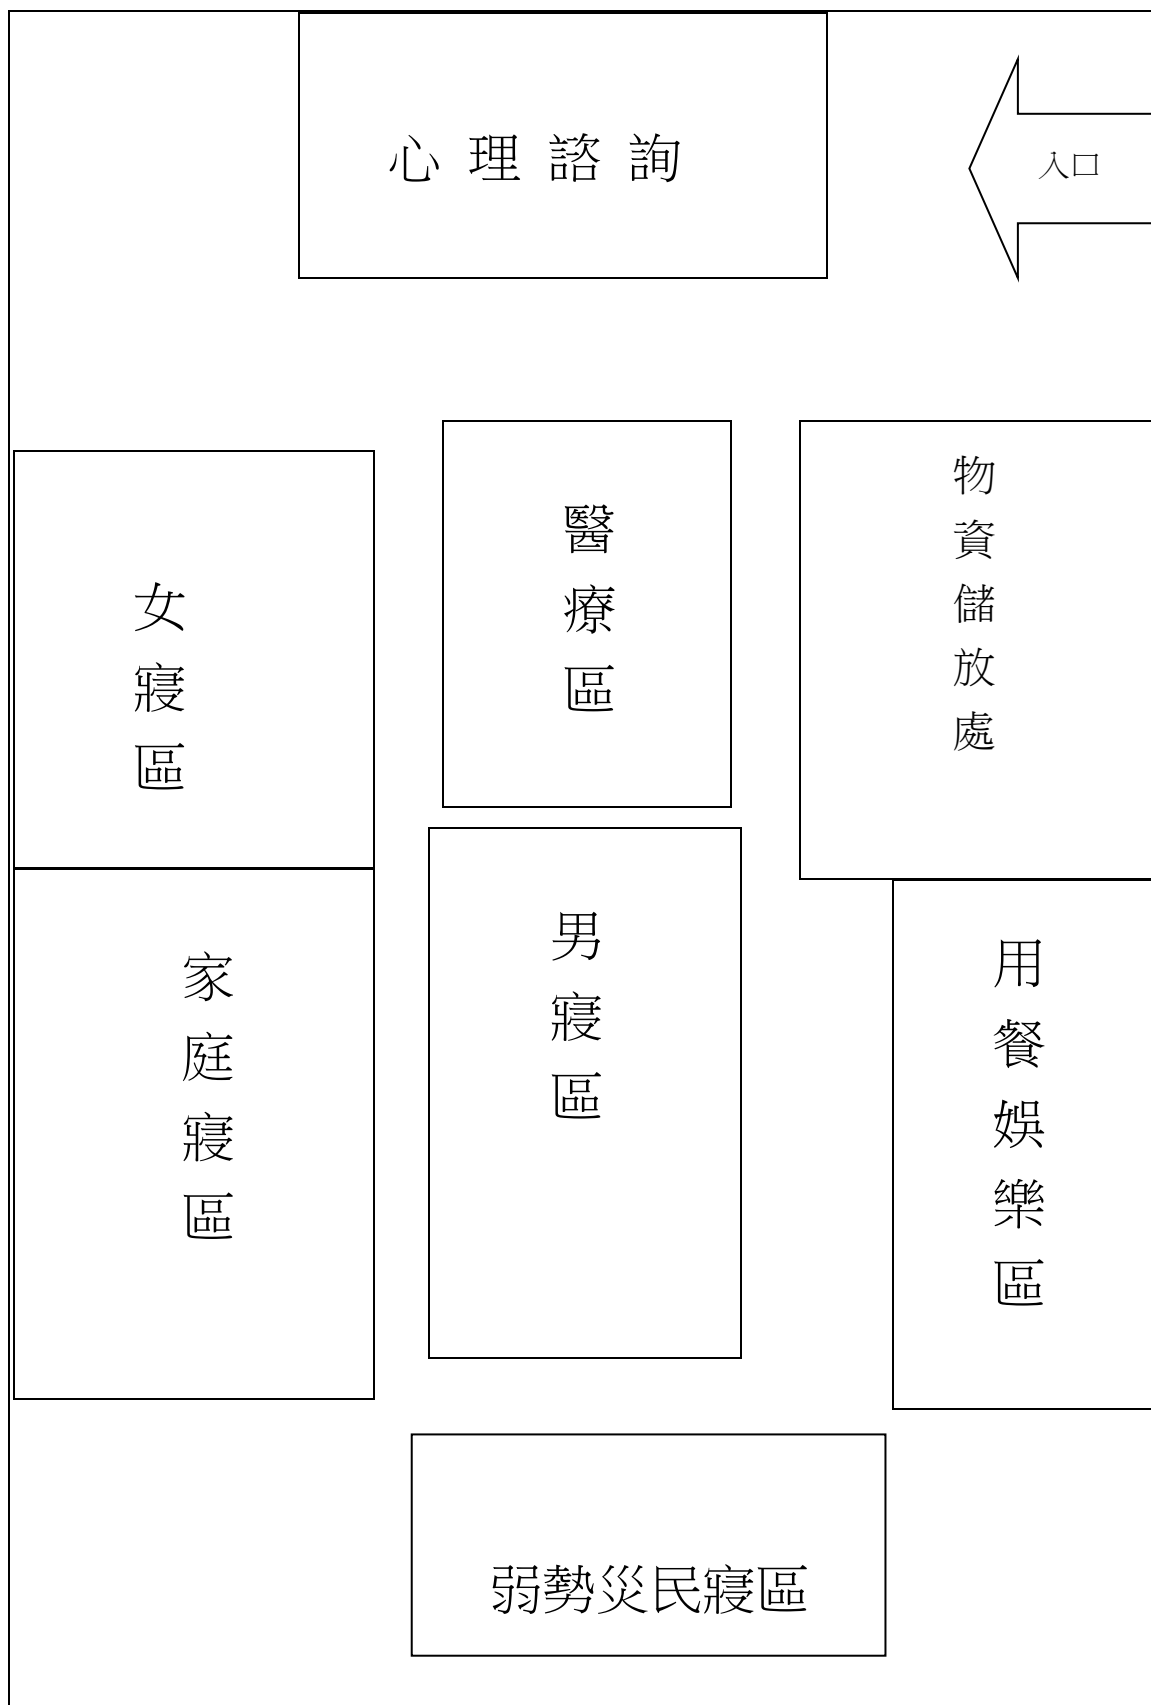 心理諮詢
入口
物資儲放處
醫療區
女寢區
用餐娛樂區
男寢區
家庭寢區
弱勢災民寢區